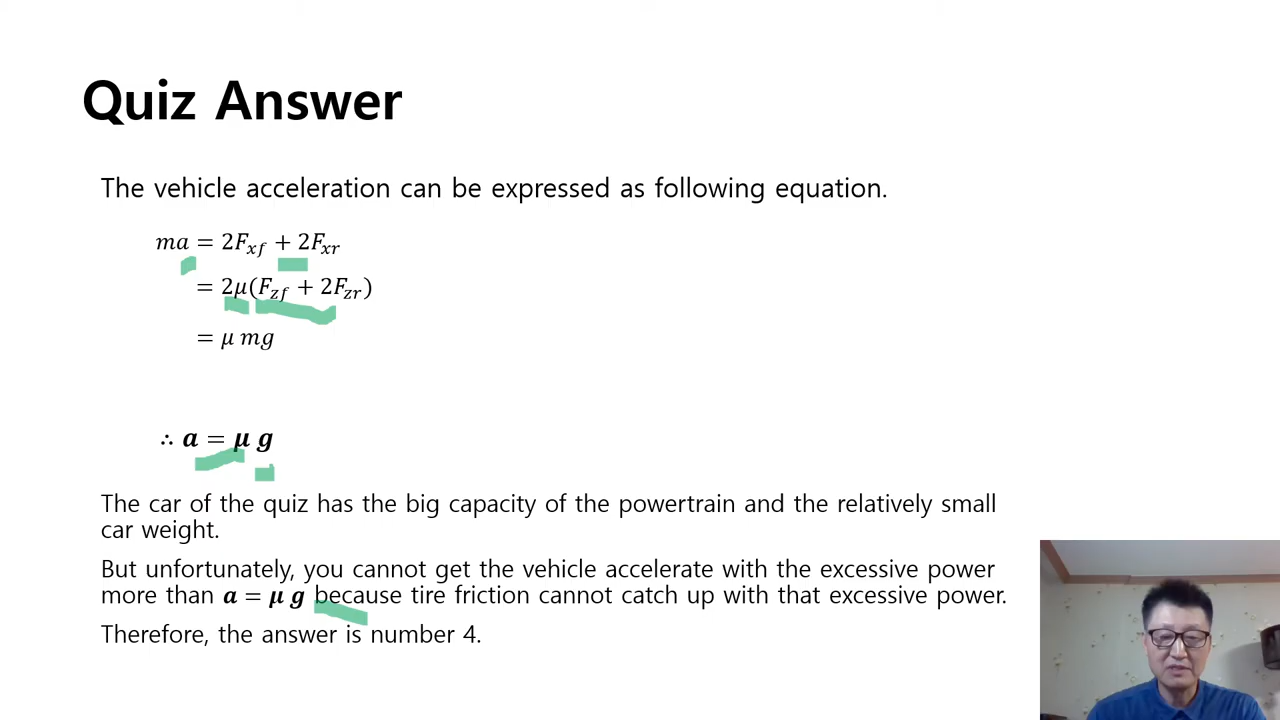 Quiz Answer
The vehicle acceleration can be expressed as following equation.
ma = 2F_xf + 2F_xr
= 2μ(F_zf + 2F_zr)
= μ mg
∴ a = μ g
The car of the quiz has the big capacity of the powertrain and the relatively small
car weight.
But unfortunately, you cannot get the vehicle accelerate with the excessive power
more than a = μ g because tire friction cannot catch up with that excessive power.
Therefore, the answer is number 4.